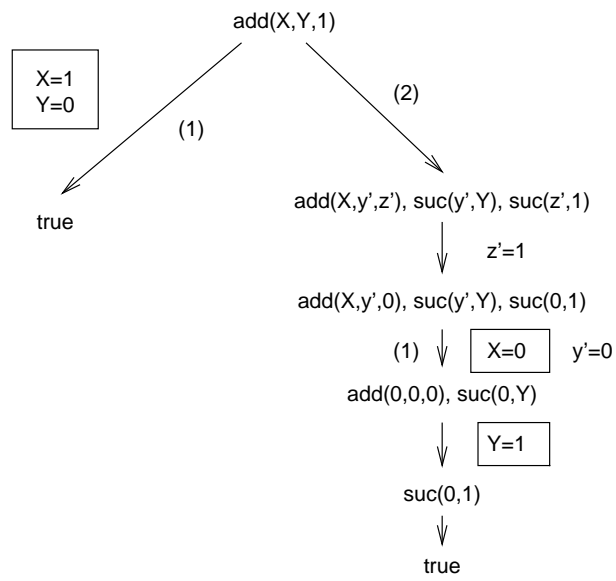 add(X,Y,1)
X=1
Y=0
(1)
(2)
true
add(X,y',z'), suc(y',Y), suc(z',1)
z'=1
add(X,y',0), suc(y',Y), suc(0,1)
(1)
X=0
y'=0
add(0,0,0), suc(0,Y)
Y=1
suc(0,1)
true